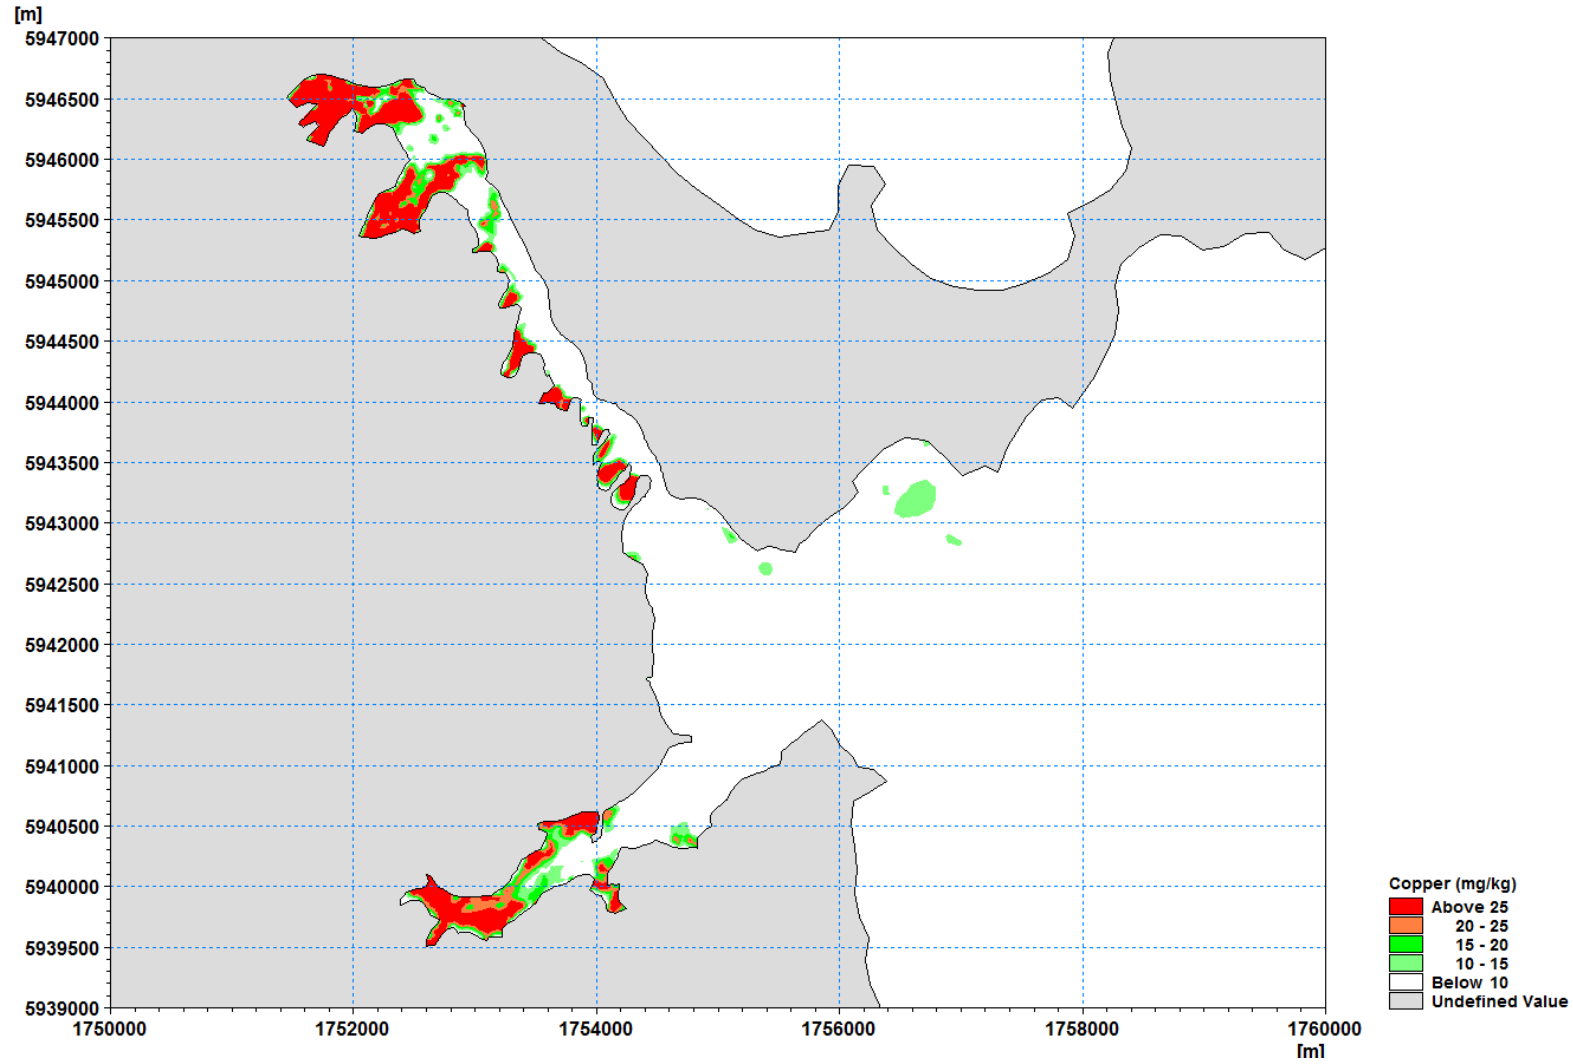 [m]
5947000
5946500
5946000
5945500
5945000
5944500
5944000
5943500
5943000
5942500
5942000
5941500
5941000
5940500
5940000
5939500
5939000
1750000 1752000 1754000 1756000 1758000 1760000
[m]
Copper (mg/kg)
Above 25
20 - 25
15 - 20
10 - 15
Below 10
Undefined Value